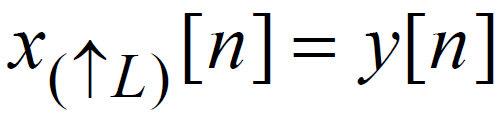 x_(↑L)[n] = y[n]